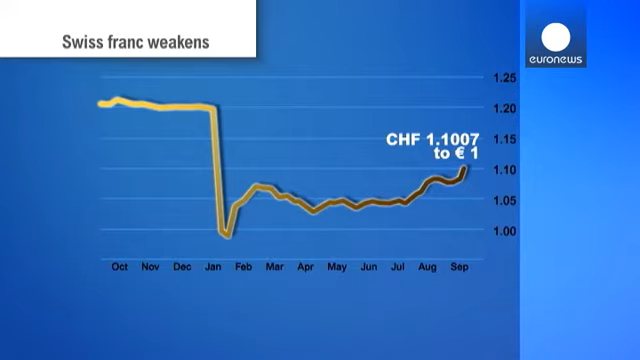 Swiss franc weakens
euronews
1.25
1.20
1.15
CHF 1.1007
to € 1
1.10
1.05
1.00
Oct Nov Dec Jan Feb Mar Apr May Jun Jul Aug Sep